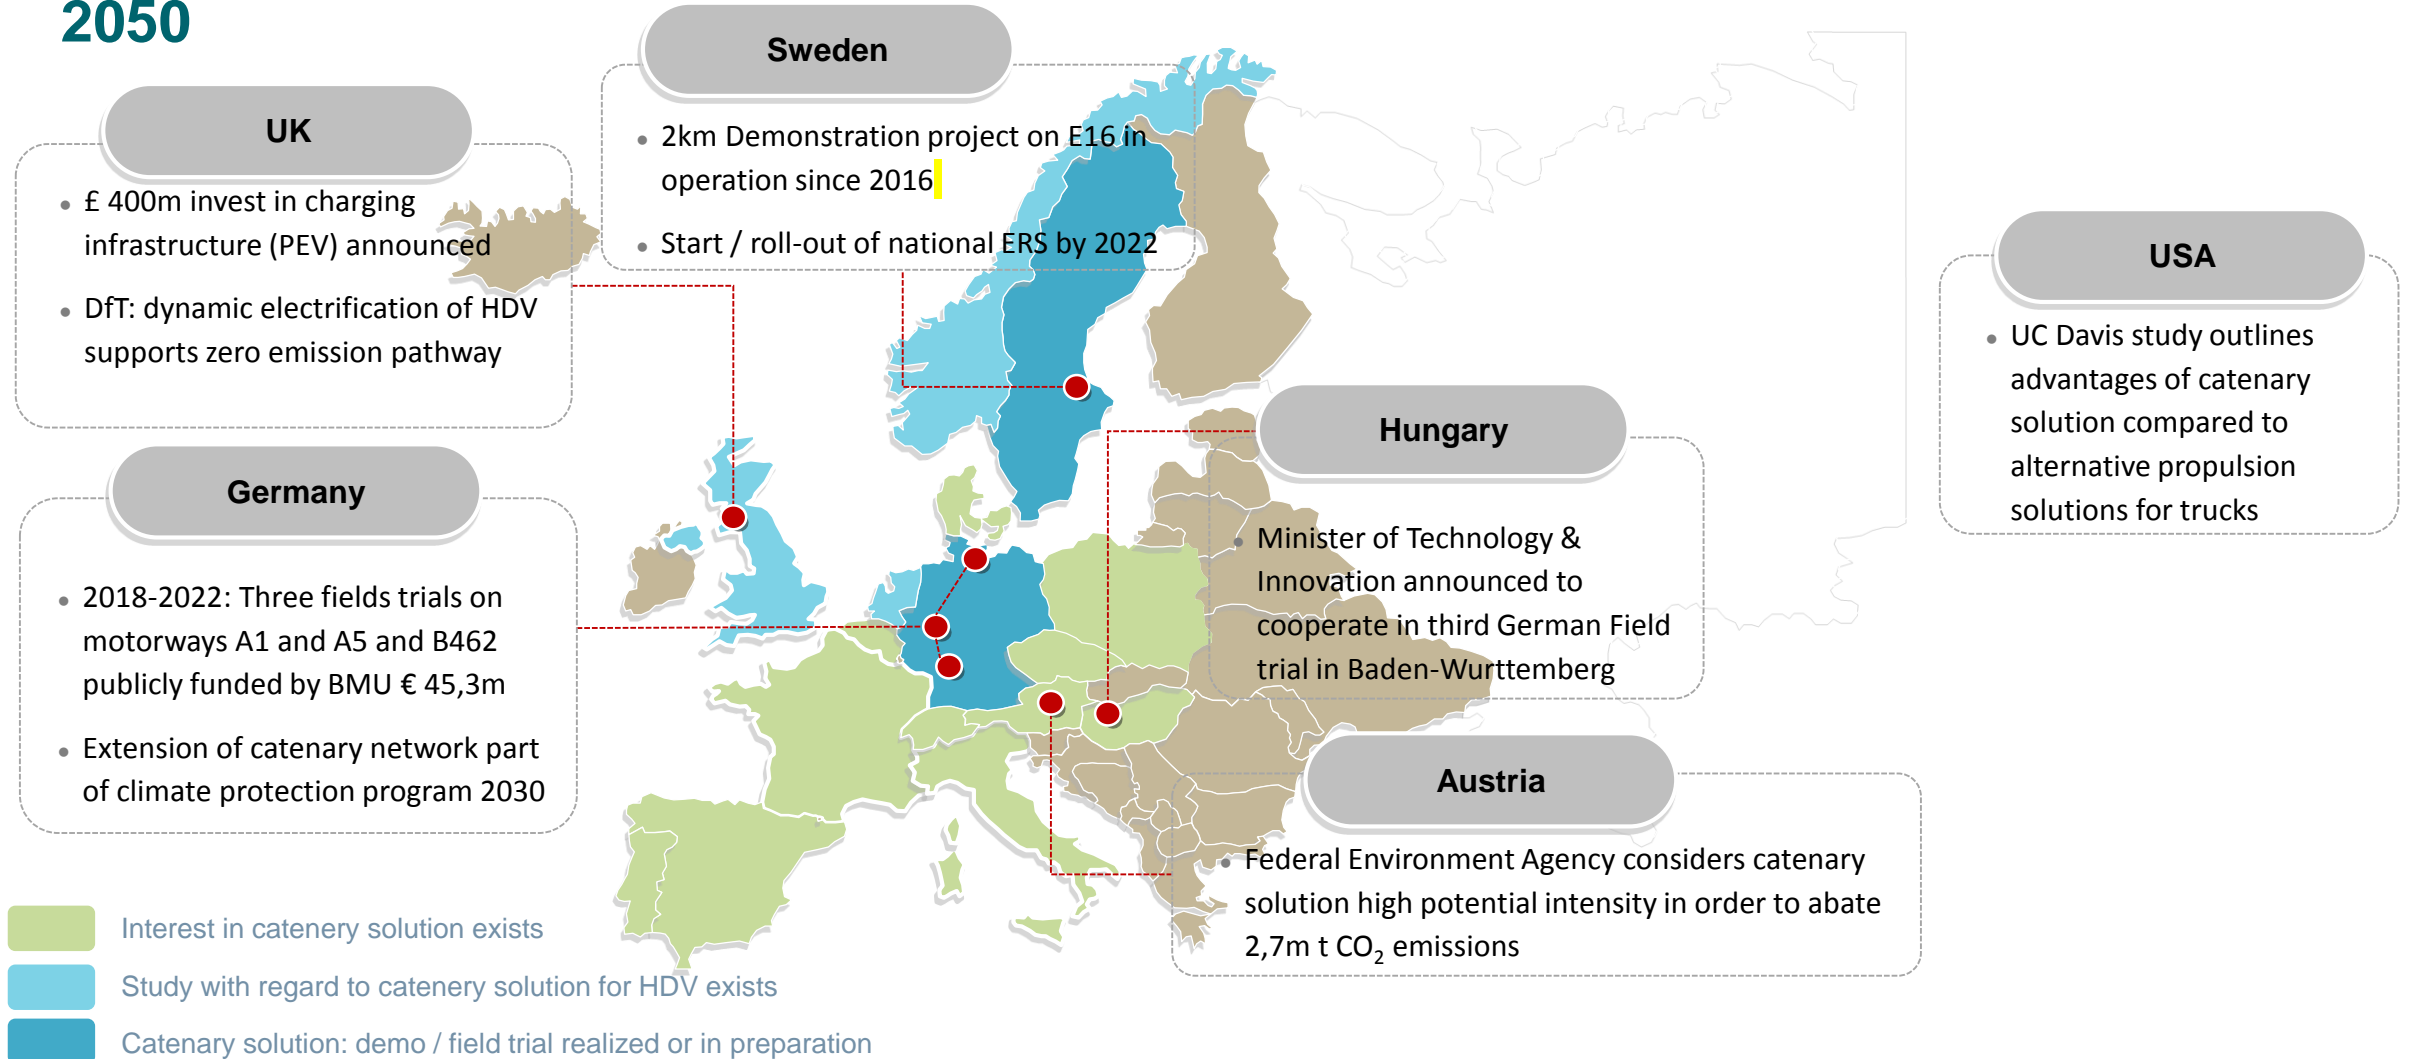 2050
Sweden
• 2km Demonstration project on E16 in
operation since 2016
• Start / roll-out of national ERS by 2022
UK
• £ 400m invest in charging
infrastructure (PEV) announced
• DfT: dynamic electrification of HDV
supports zero emission pathway
USA
• UC Davis study outlines
advantages of catenary
solution compared to
alternative propulsion
solutions for trucks
Germany
• 2018-2022: Three fields trials on
motorways A1 and A5 and B462
publicly funded by BMU € 45,3m
• Extension of catenary network part
of climate protection program 2030
Hungary
• Minister of Technology &
Innovation announced to
cooperate in third German Field
trial in Baden-Wurttemberg
Austria
• Federal Environment Agency considers catenary
solution high potential intensity in order to abate
2,7m t CO₂ emissions
Interest in catenery solution exists
Study with regard to catenery solution for HDV exists
Catenary solution: demo / field trial realized or in preparation